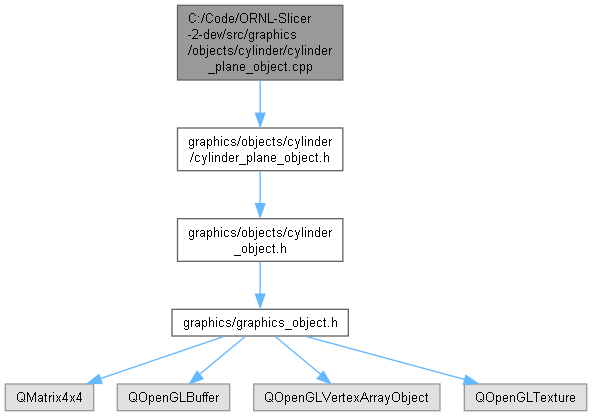 C:/Code/ORNL-Slicer
-2-dev/src/graphics
/objects/cylinder/cylinder
_plane_object.cpp
graphics/objects/cylinder
/cylinder_plane_object.h
graphics/objects/cylinder
_object.h
graphics/graphics_object.h
QMatrix4x4
QOpenGLBuffer
QOpenGLVertexArrayObject
QOpenGLTexture